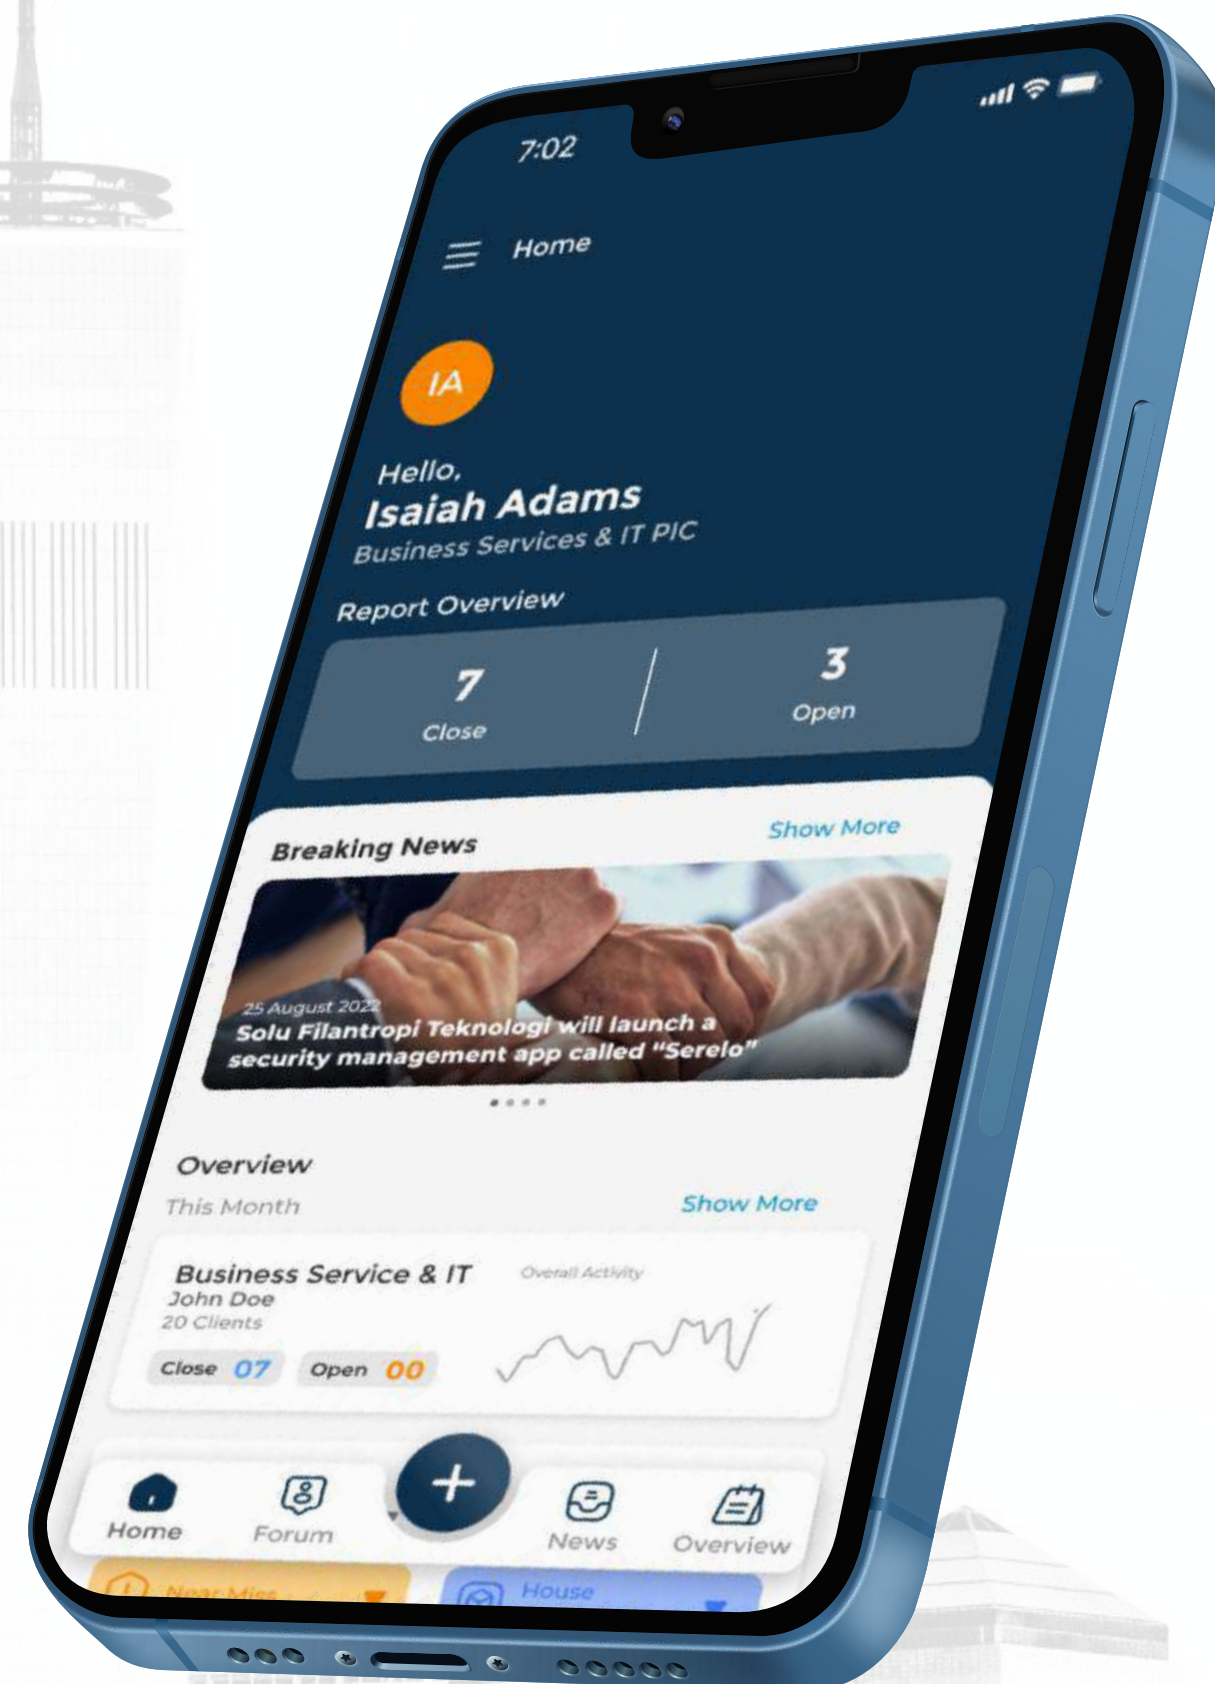 7:02
Home
IA
Hello,
Isaiah Adams
Business Services & IT PIC
Report Overview
7
3
Close
Open
Breaking News
Show More
25 August 2022
Solu Filantropi Teknologi will launch a
security management app called “Serelo”
Overview
This Month
Show More
Business Service & IT
Overall Activity
John Doe
20 Clients
Close 07
Open 00
Home
Forum
News
Overview
Near Miss
House